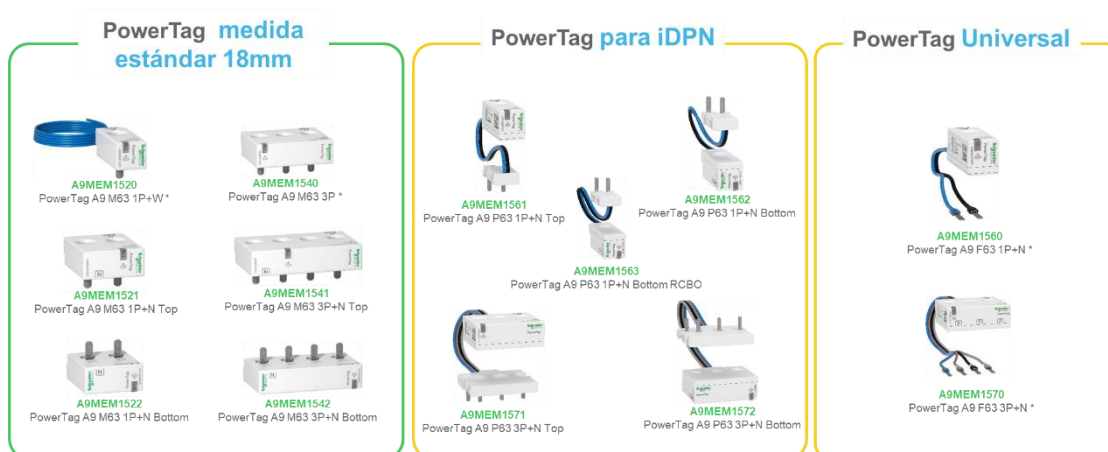 PowerTag medida
estándar 18mm
A9MEM1520
PowerTag A9 M63 1P+W *
A9MEM1540
PowerTag A9 M63 3P *
A9MEM1521
PowerTag A9 M63 1P+N Top
A9MEM1541
PowerTag A9 M63 3P+N Top
A9MEM1522
PowerTag A9 M63 1P+N Bottom
A9MEM1542
PowerTag A9 M63 3P+N Bottom
PowerTag para iDPN
A9MEM1561
PowerTag A9 P63 1P+N Top
A9MEM1562
PowerTag A9 P63 1P+N Bottom
A9MEM1563
PowerTag A9 P63 1P+N Bottom RCBO
A9MEM1571
PowerTag A9 P63 3P+N Top
A9MEM1572
PowerTag A9 P63 3P+N Bottom
PowerTag Universal
A9MEM1560
PowerTag A9 F63 1P+N *
A9MEM1570
PowerTag A9 F63 3P+N *